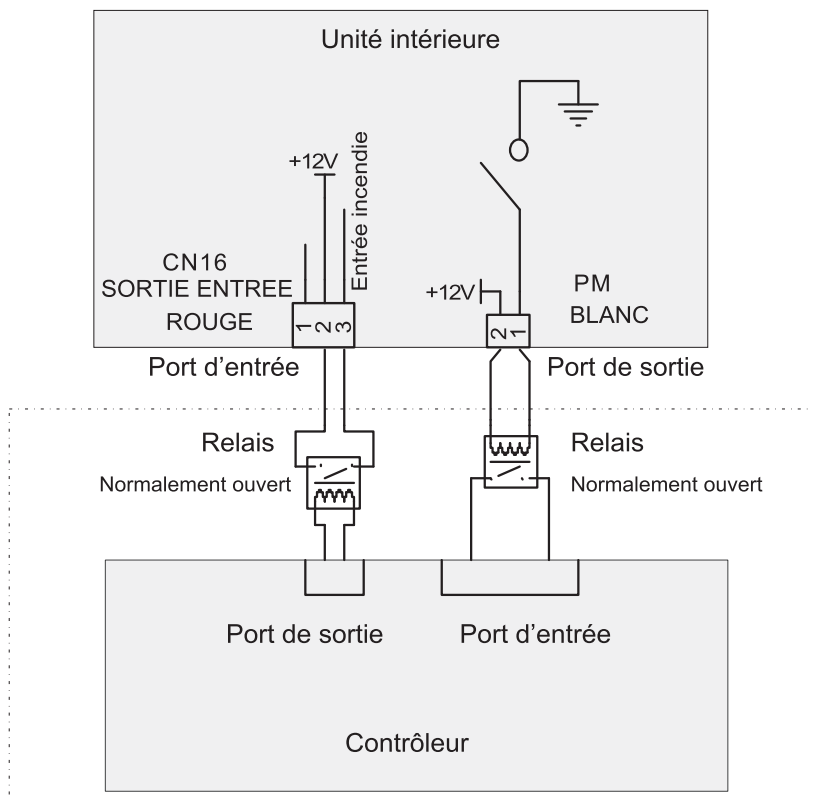 Unité intérieure
+12V
Entrée incendie
CN16
SORTIE ENTREE
ROUGE
1 2 3
+12V
PM
BLANC
2 1
Port d’entrée
Port de sortie
Relais
Normalement ouvert
Relais
Normalement ouvert
Port de sortie
Port d’entrée
Contrôleur